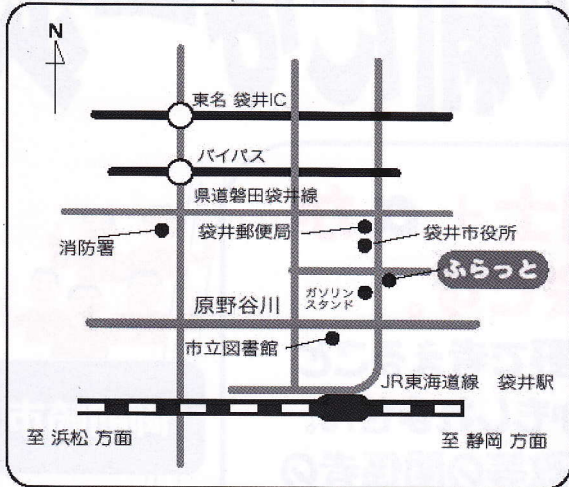 N
東名 袋井IC
バイパス
県道磐田袋井線
消防署
袋井郵便局
袋井市役所
ふらっと
ガソリン
スタンド
原野谷川
市立図書館
JR東海道線 袋井駅
至 浜松 方面
至 静岡 方面